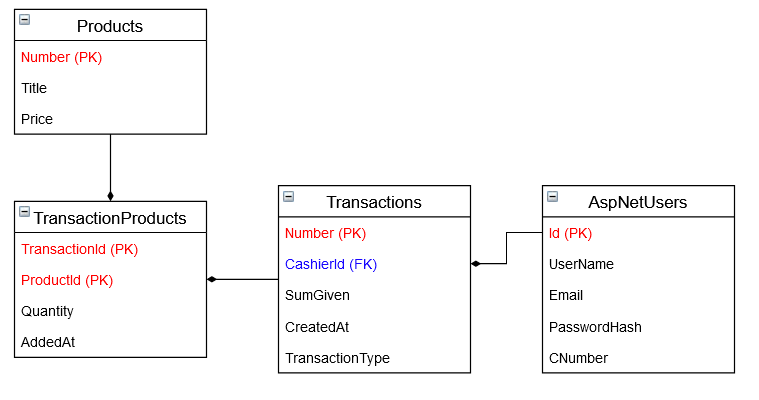 Products
Number (PK)
Title
Price
TransactionProducts
TransactionId (PK)
ProductId (PK)
Quantity
AddedAt
Transactions
Number (PK)
CashierId (FK)
SumGiven
CreatedAt
TransactionType
AspNetUsers
Id (PK)
UserName
Email
PasswordHash
CNumber